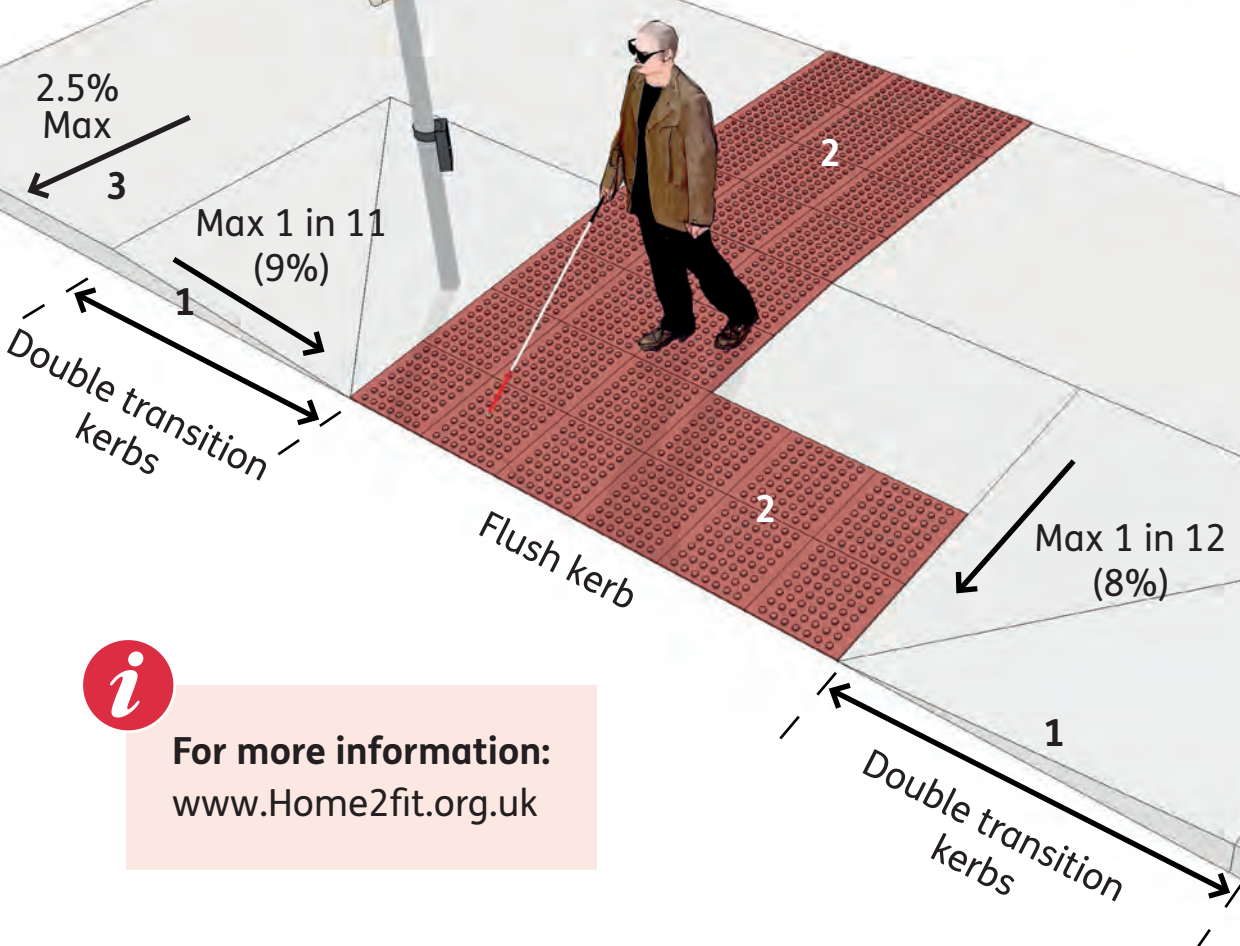 2.5%
Max
3
Max 1 in 11
(9%)
1
Double transition
kerbs
2
2
Flush kerb
Max 1 in 12
(8%)
1
Double transition
kerbs
i
For more information:
www.Home2fit.org.uk